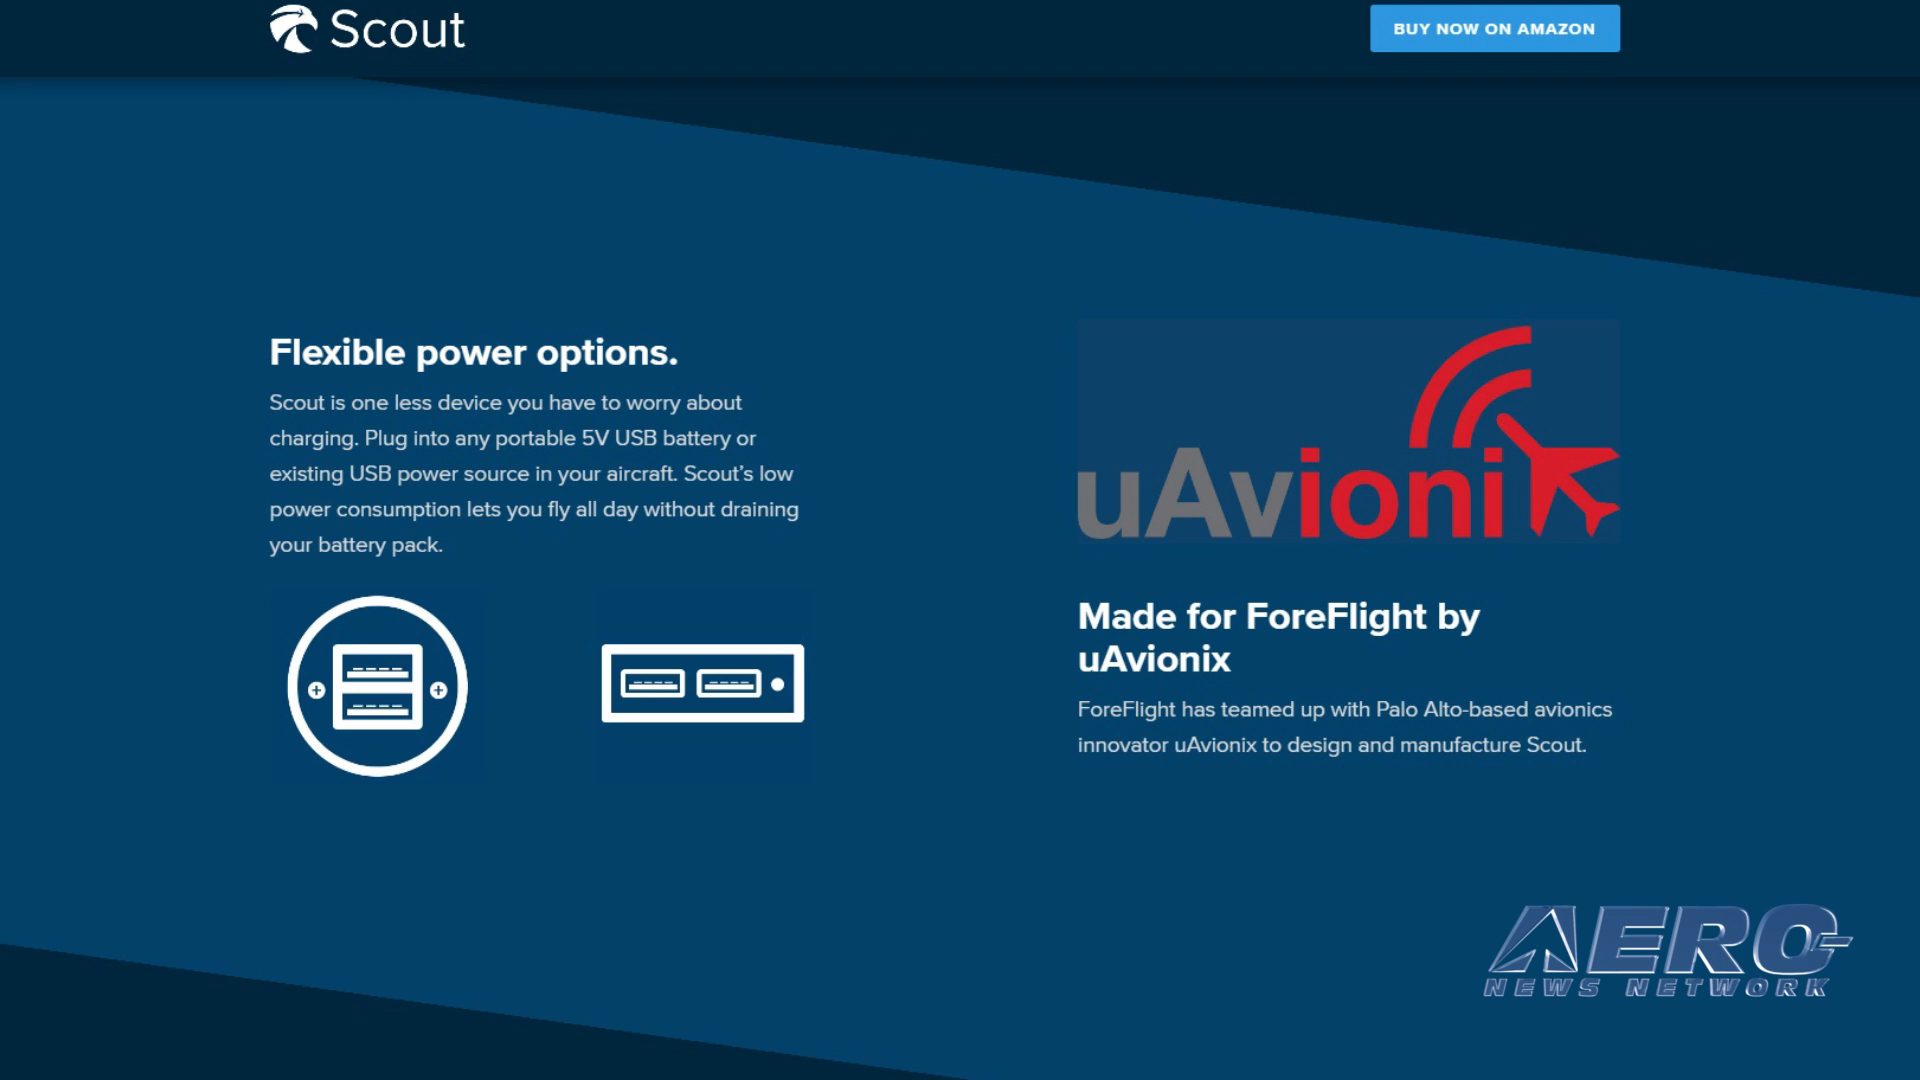 Scout
BUY NOW ON AMAZON
Flexible power options.
Scout is one less device you have to worry about
charging. Plug into any portable 5V USB battery or
existing USB power source in your aircraft. Scout’s low
power consumption lets you fly all day without draining
your battery pack.
uAvionix
Made for ForeFlight by
uAvionix
ForeFlight has teamed up with Palo Alto-based avionics
innovator uAvionix to design and manufacture Scout.
AERO-
NEWS NETWORK